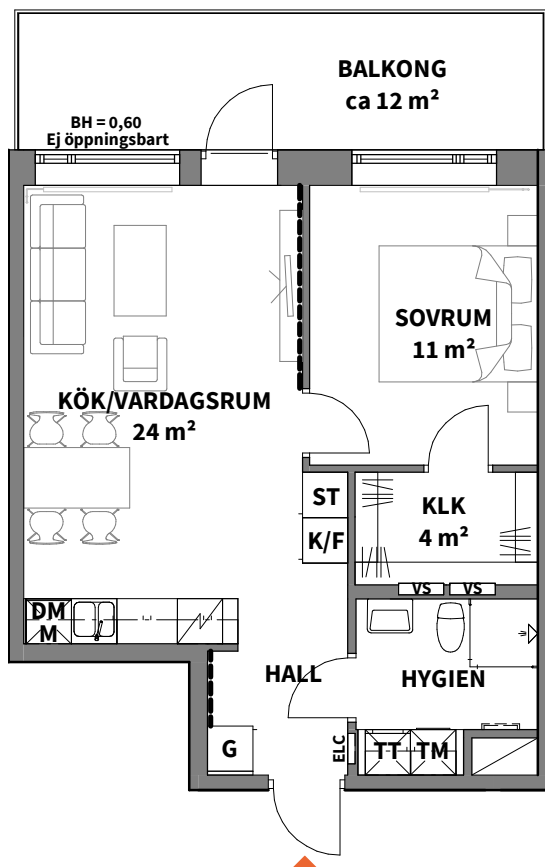 BALKONG
ca 12 m²
BH = 0,60
Ej öppningsbart
SOVRUM
11 m²
KÖK/VARDAGSRUM
24 m²
ST
K/F
KLK
4 m²
VS
VS
DM
M
HALL
HYGIEN
G
ELC
TT
TM